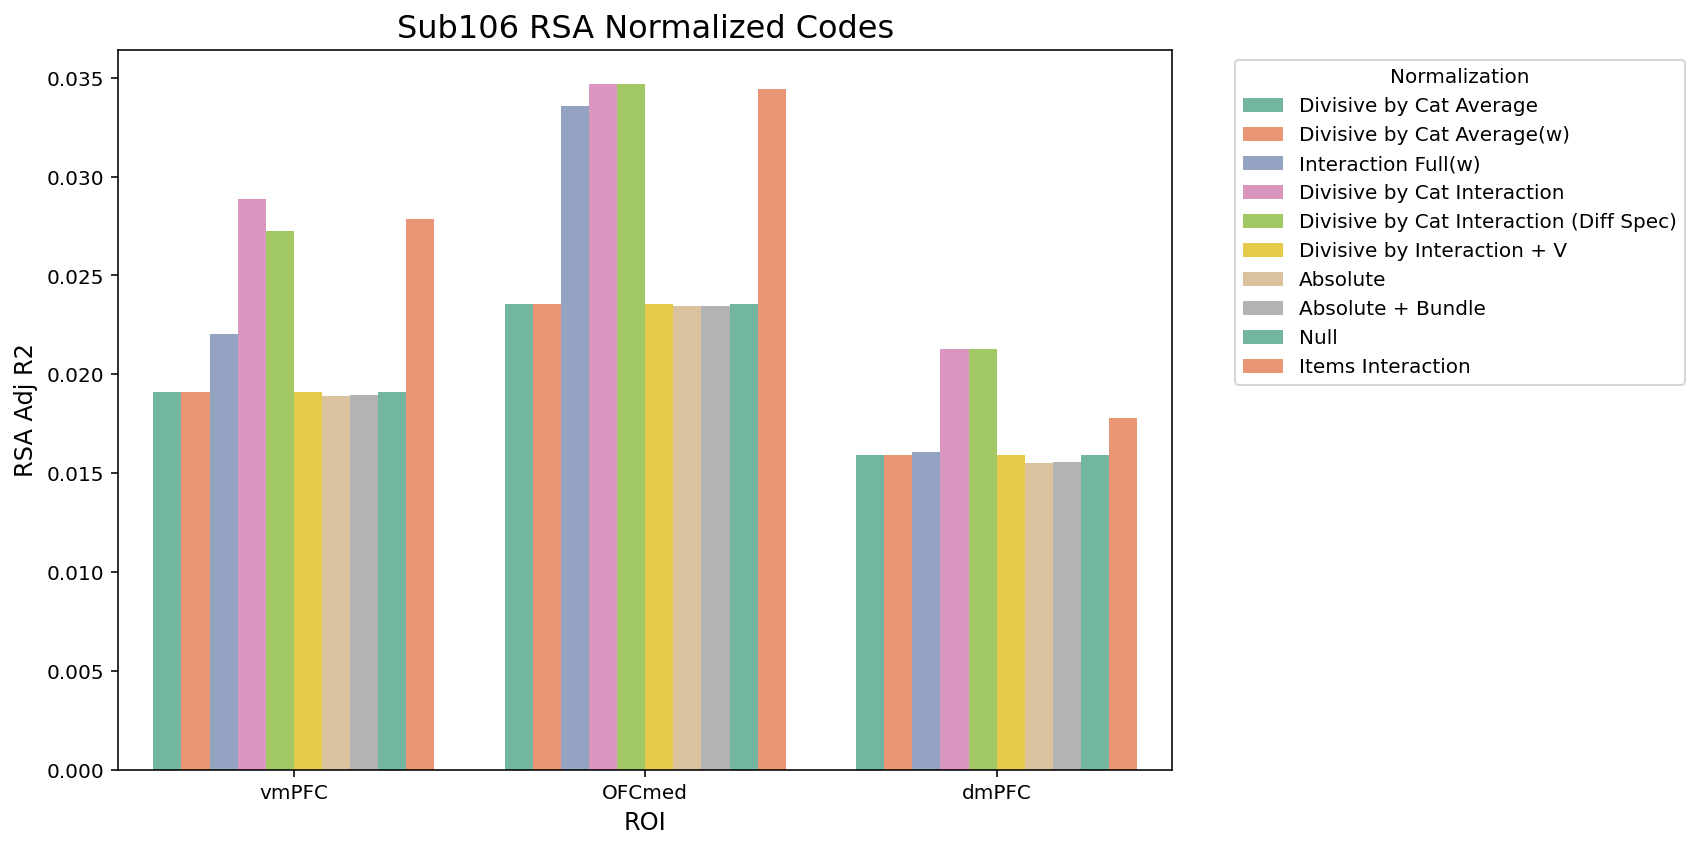 Sub106 RSA Normalized Codes
RSA Adj R2
0.035
0.030
0.025
0.020
0.015
0.010
0.005
0.000
vmPFC
OFCmed
dmPFC
ROI
Normalization
Divisive by Cat Average
Divisive by Cat Average(w)
Interaction Full(w)
Divisive by Cat Interaction
Divisive by Cat Interaction (Diff Spec)
Divisive by Interaction + V
Absolute
Absolute + Bundle
Null
Items Interaction